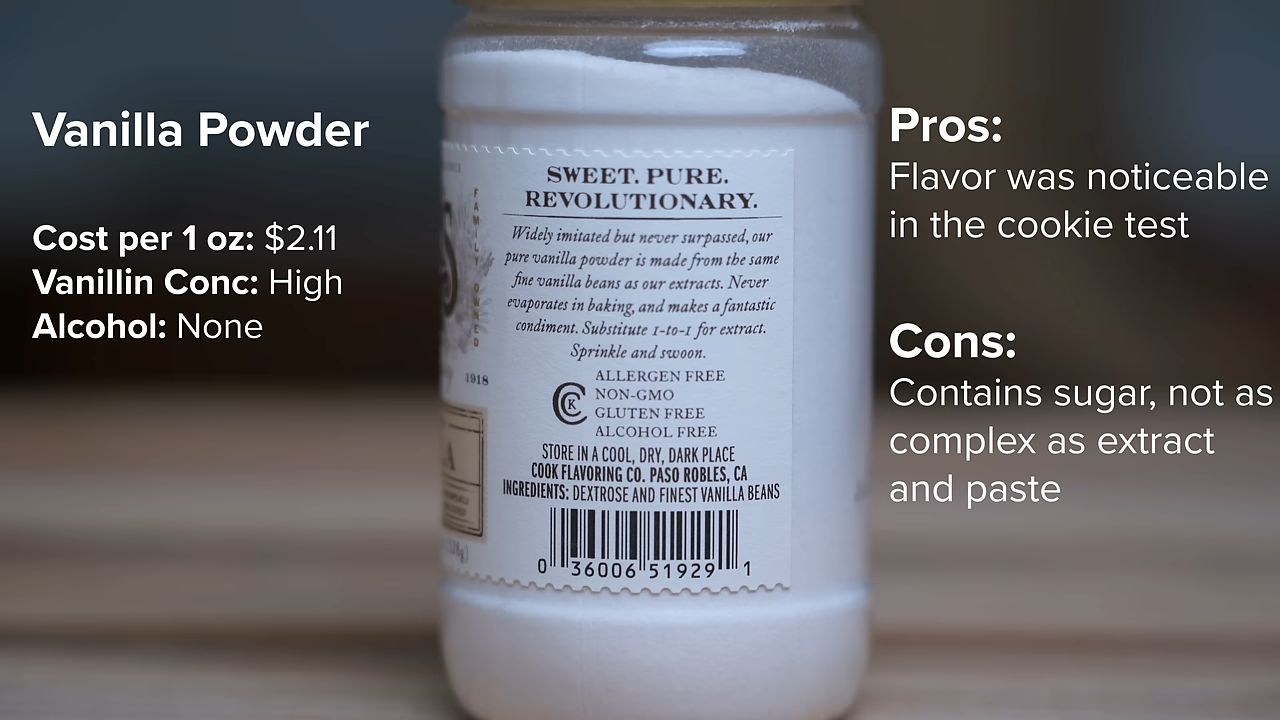 Vanilla Powder
Cost per 1 oz: $2.11
Vanillin Conc: High
Alcohol: None
FAMILY OWNED
1918
SWEET. PURE.
REVOLUTIONARY.
Widely imitated but never surpassed, our
pure vanilla powder is made from the same
fine vanilla beans as our extracts. Never
evaporates in baking, and makes a fantastic
condiment. Substitute 1-to-1 for extract.
Sprinkle and swoon.
ALLERGEN FREE
NON-GMO
GLUTEN FREE
ALCOHOL FREE
K
STORE IN A COOL, DRY, DARK PLACE
COOK FLAVORING CO. PASO ROBLES, CA
INGREDIENTS: DEXTROSE AND FINEST VANILLA BEANS
0 36006 51929 1
Pros:
Flavor was noticeable
in the cookie test
Cons:
Contains sugar, not as
complex as extract
and paste